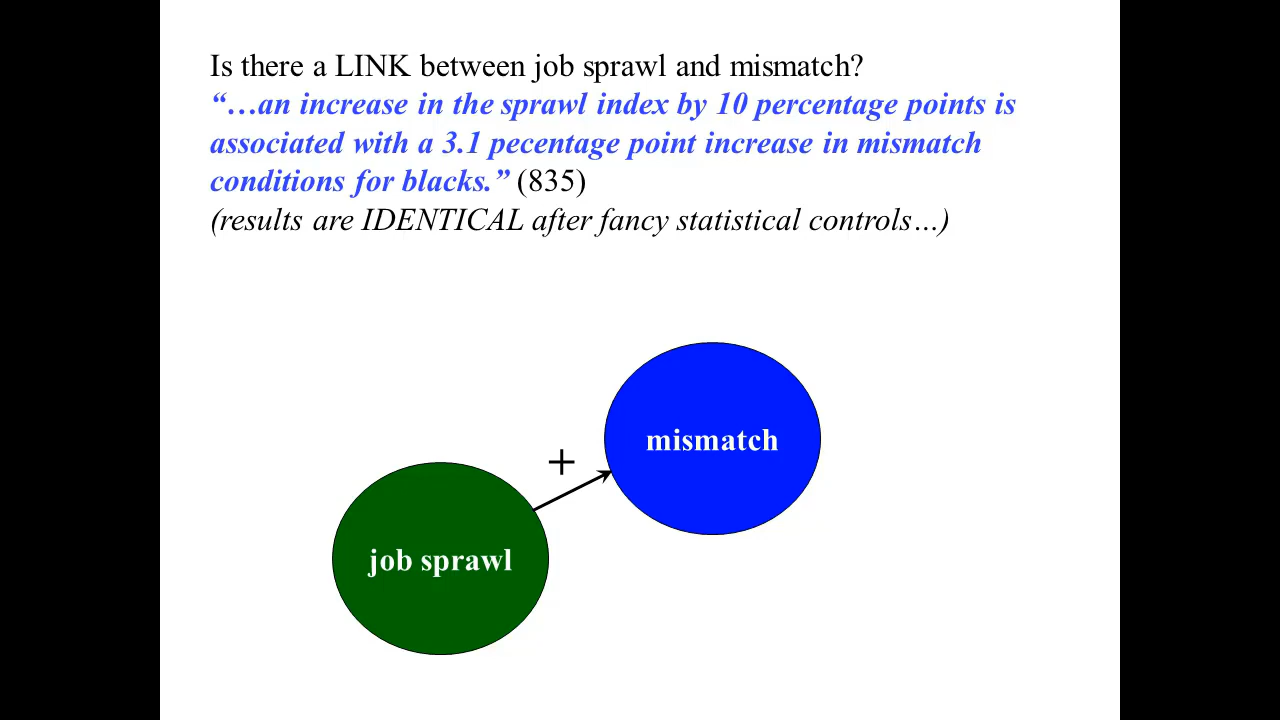 Is there a LINK between job sprawl and mismatch?
“…an increase in the sprawl index by 10 percentage points is
associated with a 3.1 pecentage point increase in mismatch
conditions for blacks.” (835)
(results are IDENTICAL after fancy statistical controls…)
mismatch
+
job sprawl